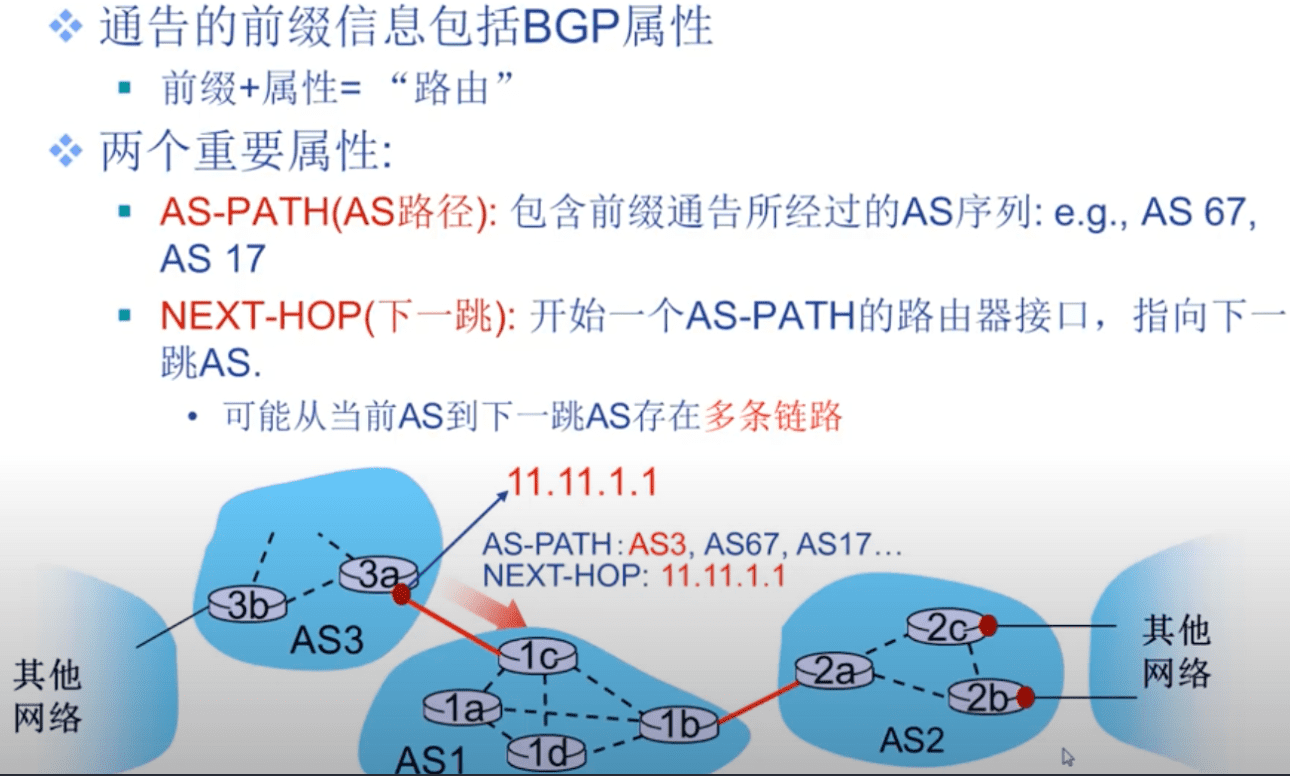 通告的前缀信息包括BGP属性
前缀+属性= “路由”
两个重要属性:
AS-PATH(AS路径): 包含前缀通告所经过的AS序列: e.g., AS 67,
AS 17
NEXT-HOP(下一跳): 开始一个AS-PATH的路由器接口，指向下一
跳AS.
可能从当前AS到下一跳AS存在多条链路
11.11.1.1
AS-PATH:AS3, AS67, AS17…
NEXT-HOP: 11.11.1.1
3a
3b
AS3
其他
网络
1c
1a
1b
1d
AS1
2c
2a
2b
AS2
其他
网络